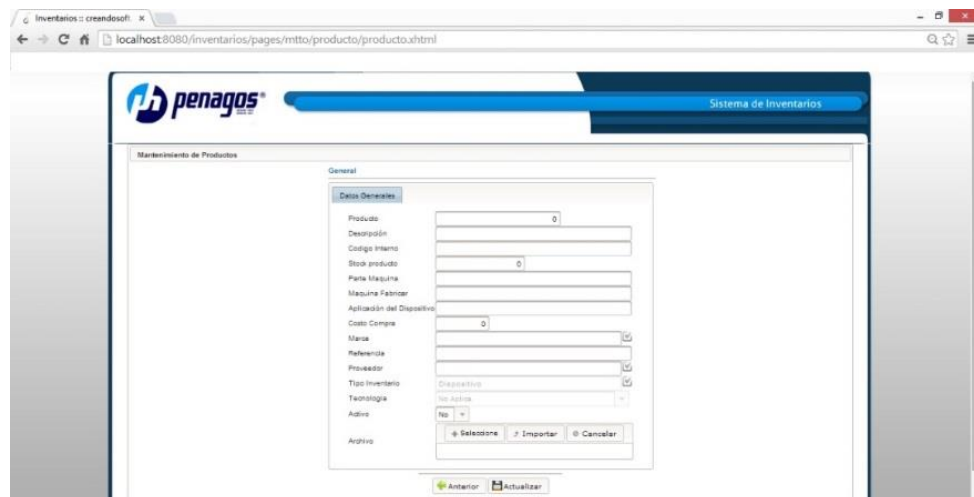 Inventarios :: creandosoft.
localhost:8080/inventarios/pages/mtto/producto/producto.xhtml
penagos
Sistema de Inventarios
Mantenimiento de Productos
General
Datos Generales
Producto 0
Descripción
Codigo Interno
Stock producto 0
Parte Maquina
Maquina Fabricar
Aplicación del Dispositivo
Costo Compra 0
Marca
Referencia
Proveedor
Tipo Inventario Dispositivo
Tecnologia No Aplica
Activo No
Archivo
Seleccione Importar Cancelar
Anterior Actualizar